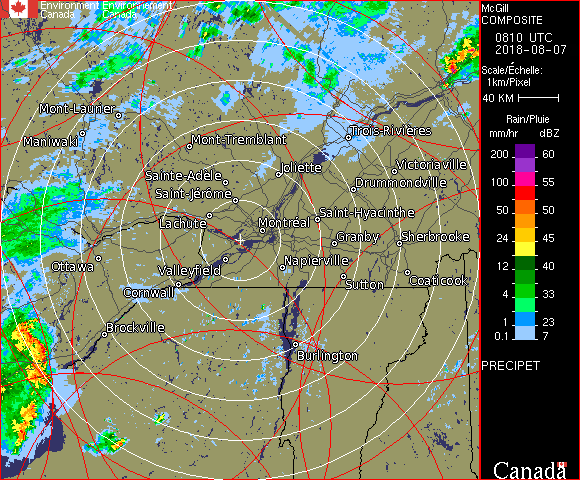 Environment Environnement
Canada Canada
McGill
COMPOSITE
0810 UTC
2018-08-07
Scale/Échelle:
1km/Pixel
40 KM
Rain/Pluie
mm/hr dBZ
200 60
100 55
75 53
50 50
24 45
12 40
4 33
1 23
0.1 7
PRECIPET
Canada
Mont-Laurier
Maniwaki
Mont-Tremblant
Trois-Rivières
Sainte-Adèle
Joliette
Victoriaville
Saint-Jérôme
Drummondville
Lachute
Montréal
Saint-Hyacinthe
Granby
Sherbrooke
Ottawa
Valleyfield
Napierville
Cornwall
Sutton
Coaticook
Brockville
Burlington